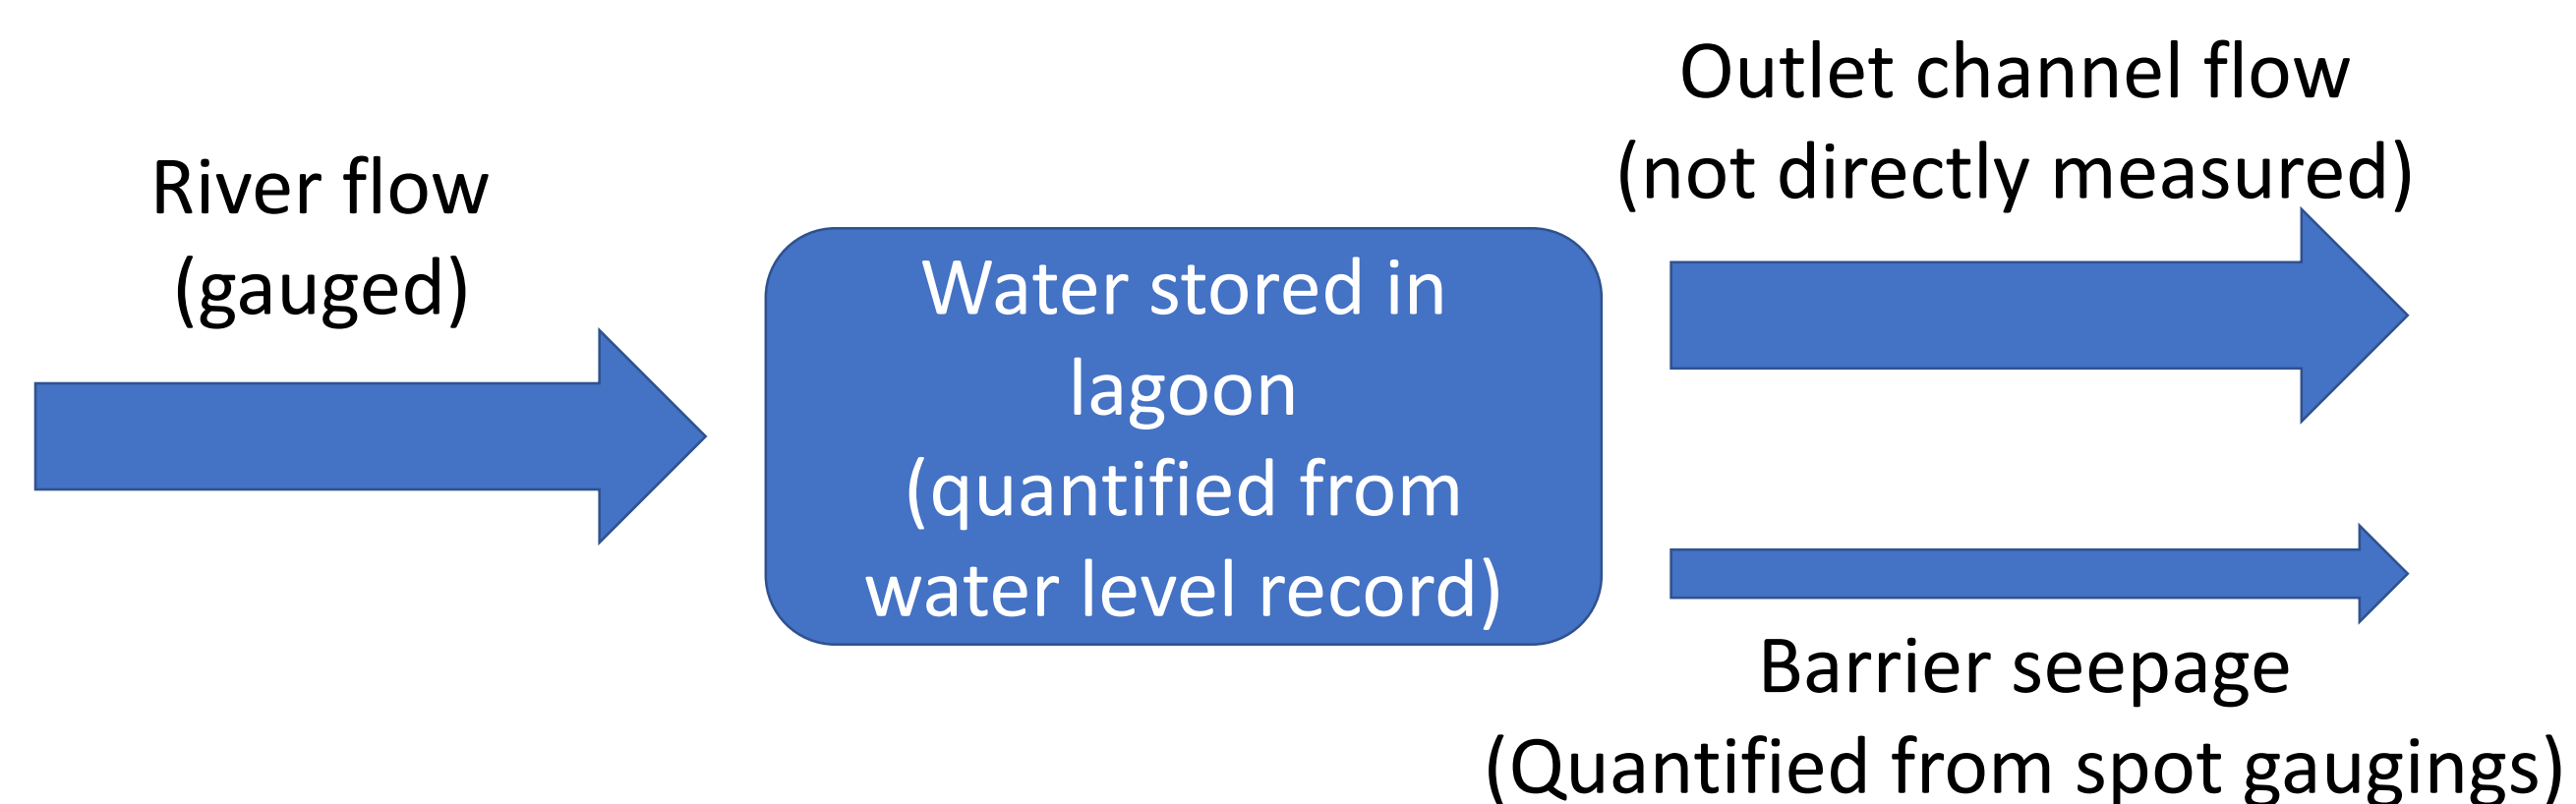 River flow
(gauged)
Water stored in
lagoon
(quantified from
water level record)
Outlet channel flow
(not directly measured)
Barrier seepage
(Quantified from spot gaugings)